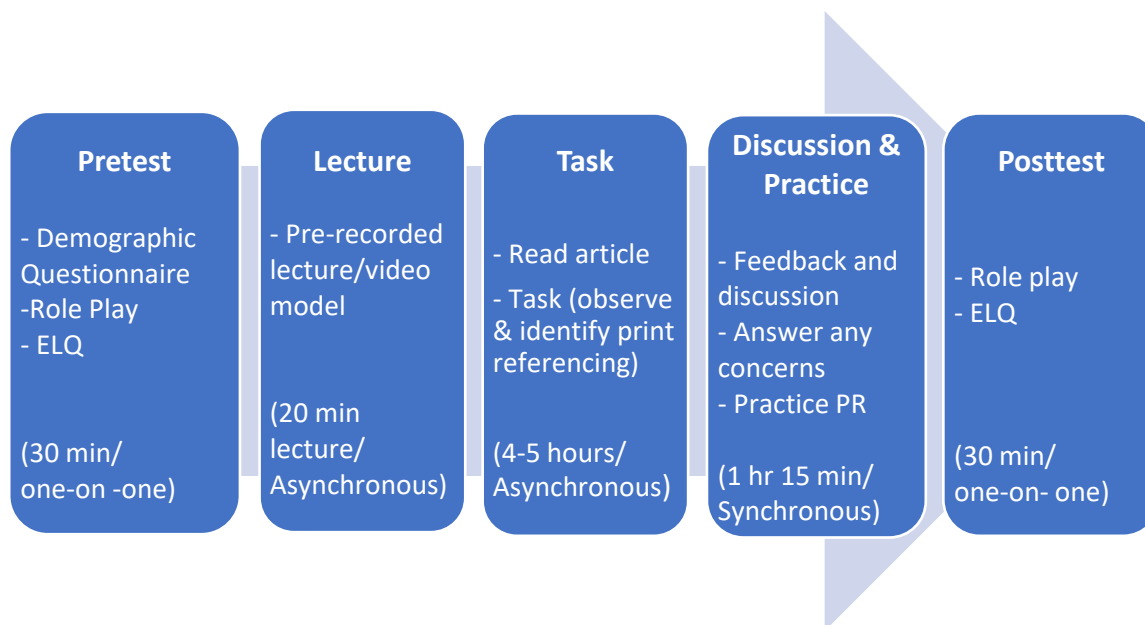 Pretest
- Demographic
Questionnaire
-Role Play
- ELQ
(30 min/
one-on -one)
Lecture
- Pre-recorded
lecture/video
model
(20 min
lecture/
Asynchronous)
Task
- Read article
- Task (observe
& identify print
referencing)
(4-5 hours/
Asynchronous)
Discussion &
Practice
- Feedback and
discussion
- Answer any
concerns
- Practice PR
(1 hr 15 min/
Synchronous)
Posttest
- Role play
- ELQ
(30 min/
one-on- one)